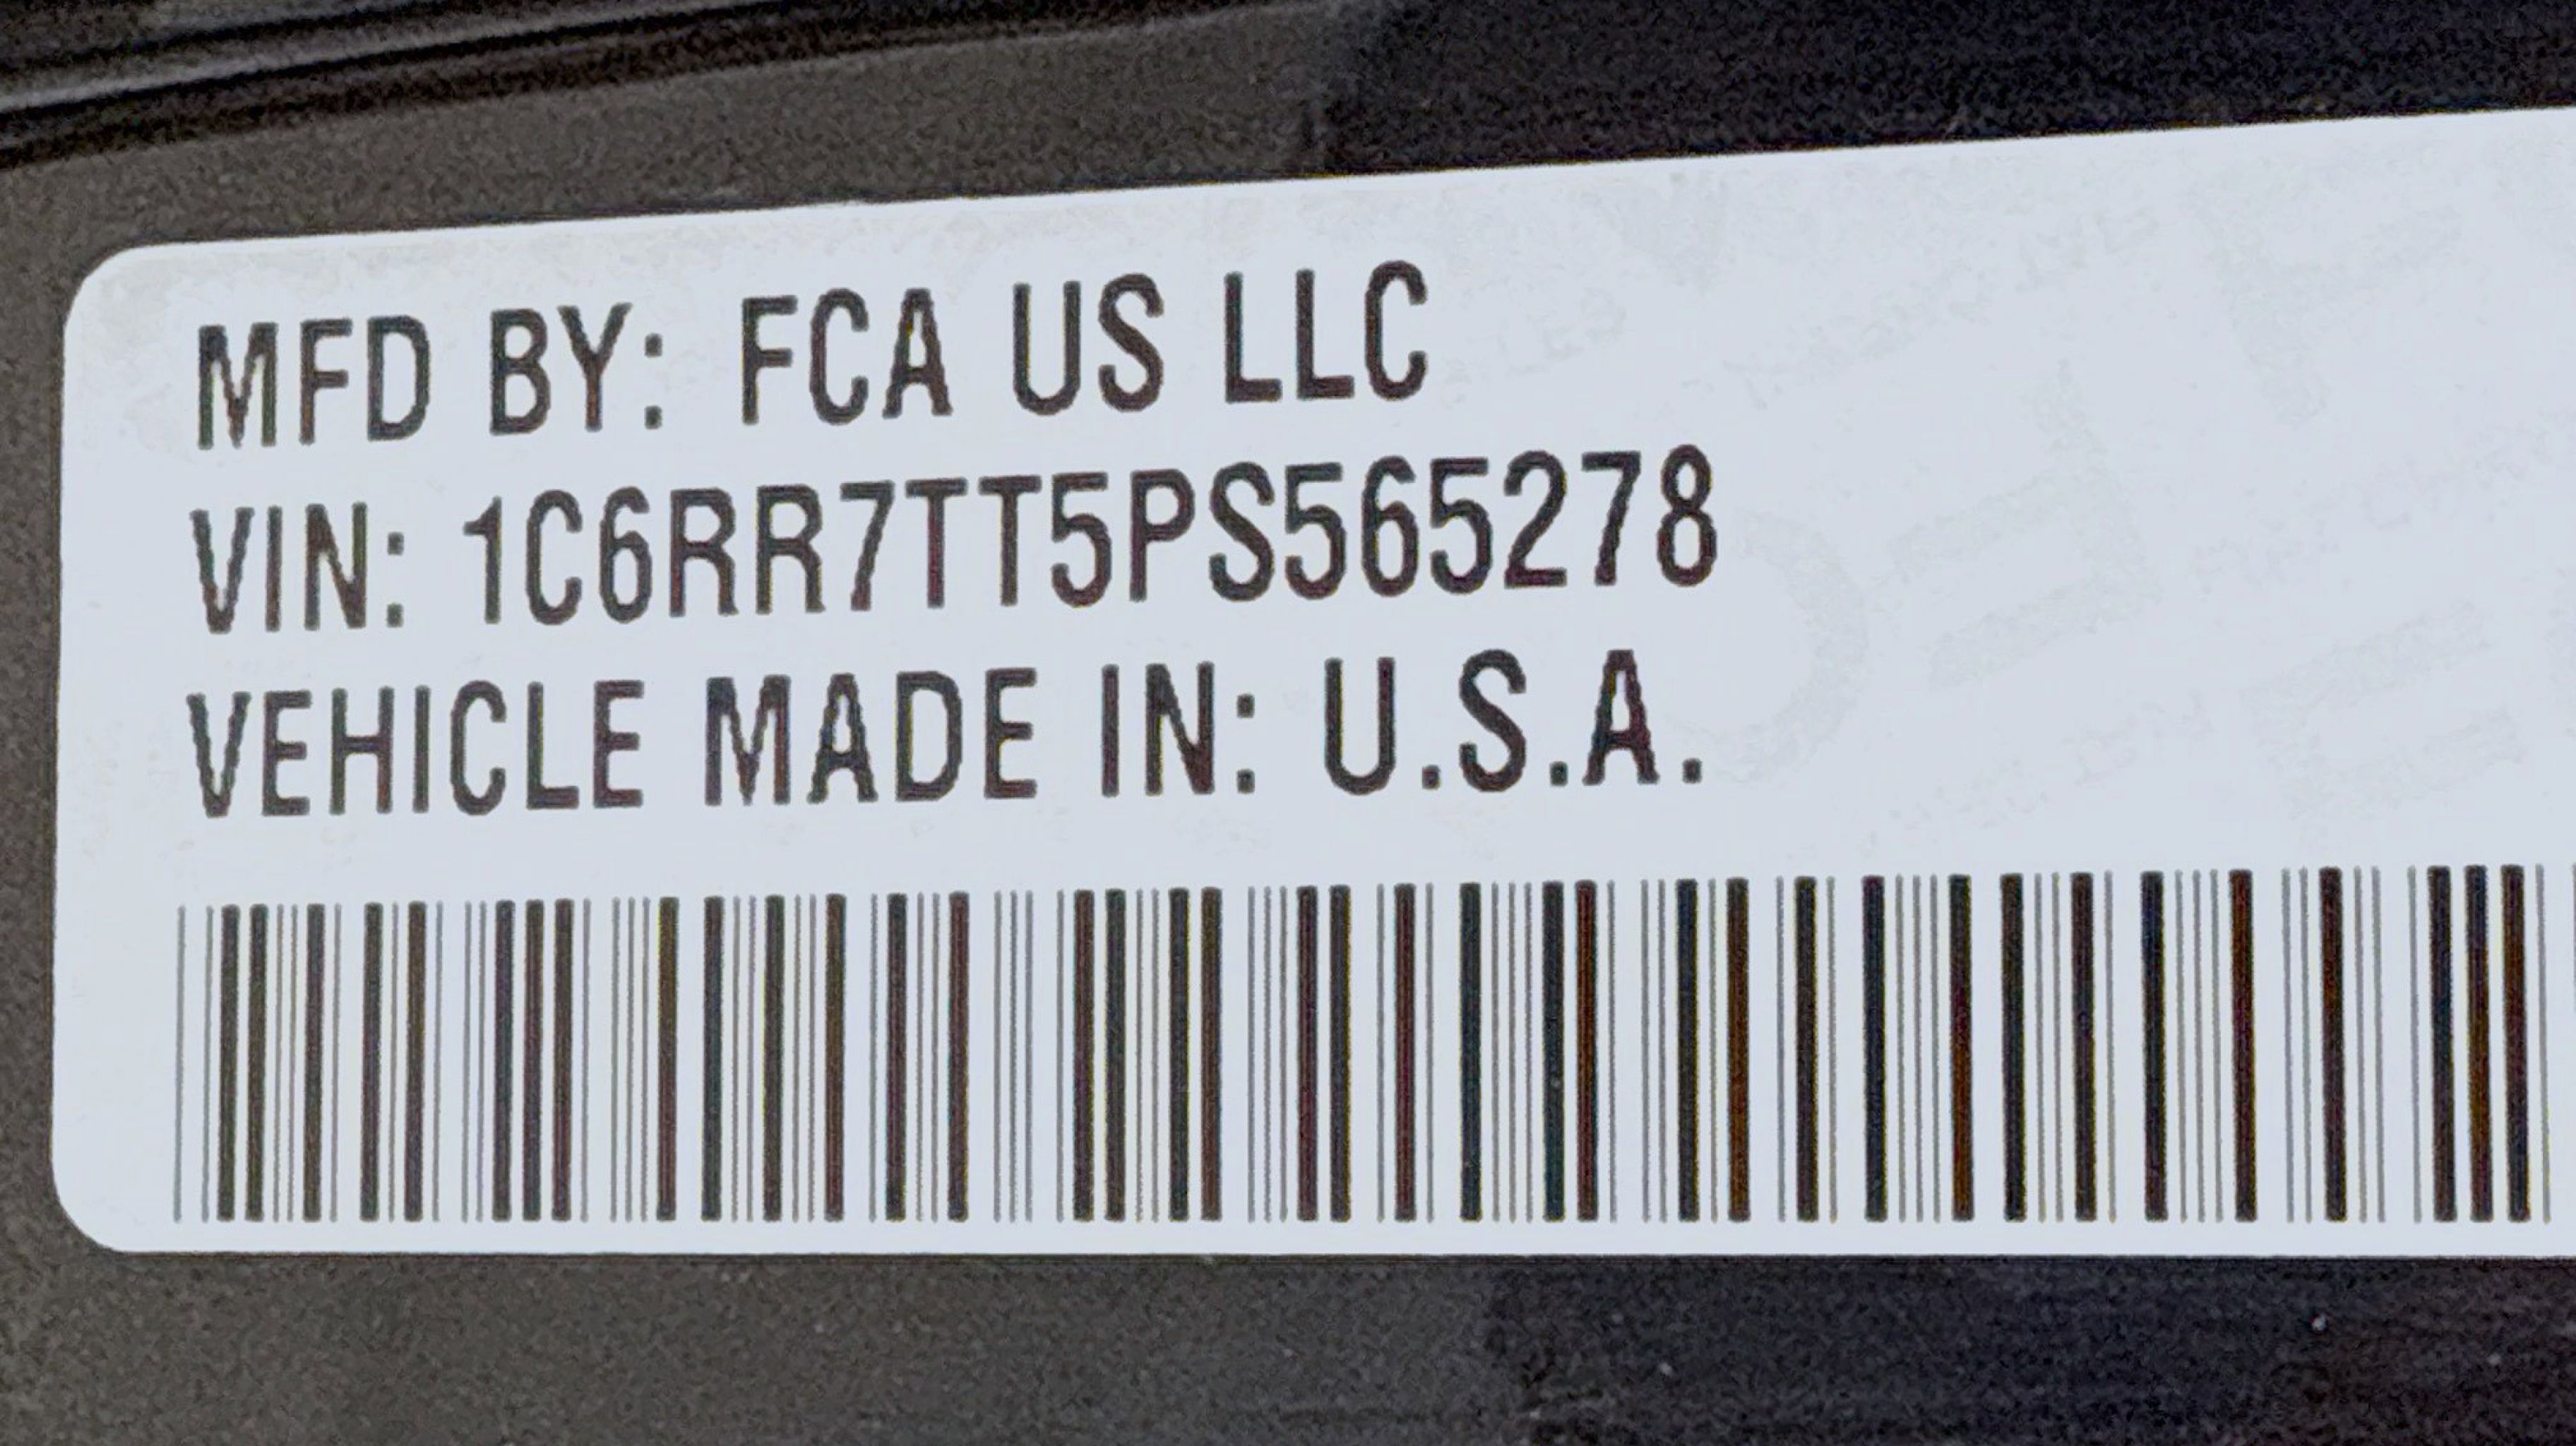 MFD BY: FCA US LLC
VIN: 1C6RR7TT5PS565278
VEHICLE MADE IN: U.S.A.